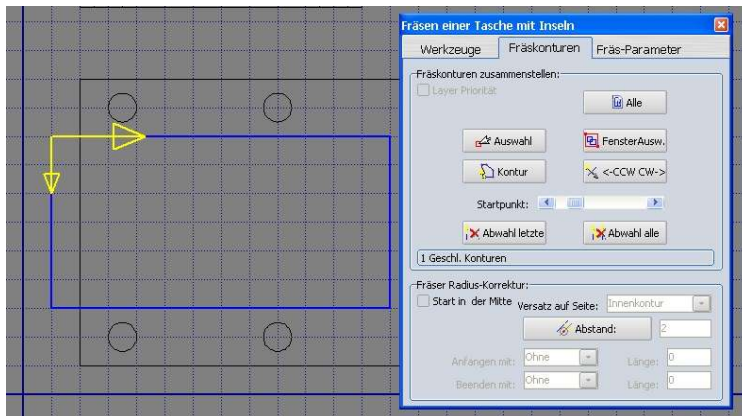 Fräsen einer Tasche mit Inseln
Werkzeuge Fräskonturen Fräs-Parameter
Fräskonturen zusammenstellen:
Layer Priorität
Alle
Auswahl FensterAusw.
Kontur <-CCW CW->
Startpunkt:
Abwahl letzte Abwahl alle
1 Geschl. Konturen
Fräser Radius-Korrektur:
Start in der Mitte Versatz auf Seite: Innenkontur
Abstand: 2
Anfangen mit: Ohne Länge: 0
Beenden mit: Ohne Länge: 0